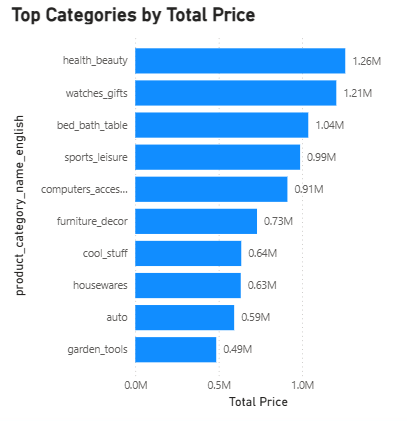 Top Categories by Total Price
product_category_name_english
health_beauty 1.26M
watches_gifts 1.21M
bed_bath_table 1.04M
sports_leisure 0.99M
computers_acces... 0.91M
furniture_decor 0.73M
cool_stuff 0.64M
housewares 0.63M
auto 0.59M
garden_tools 0.49M
0.0M 0.5M 1.0M
Total Price